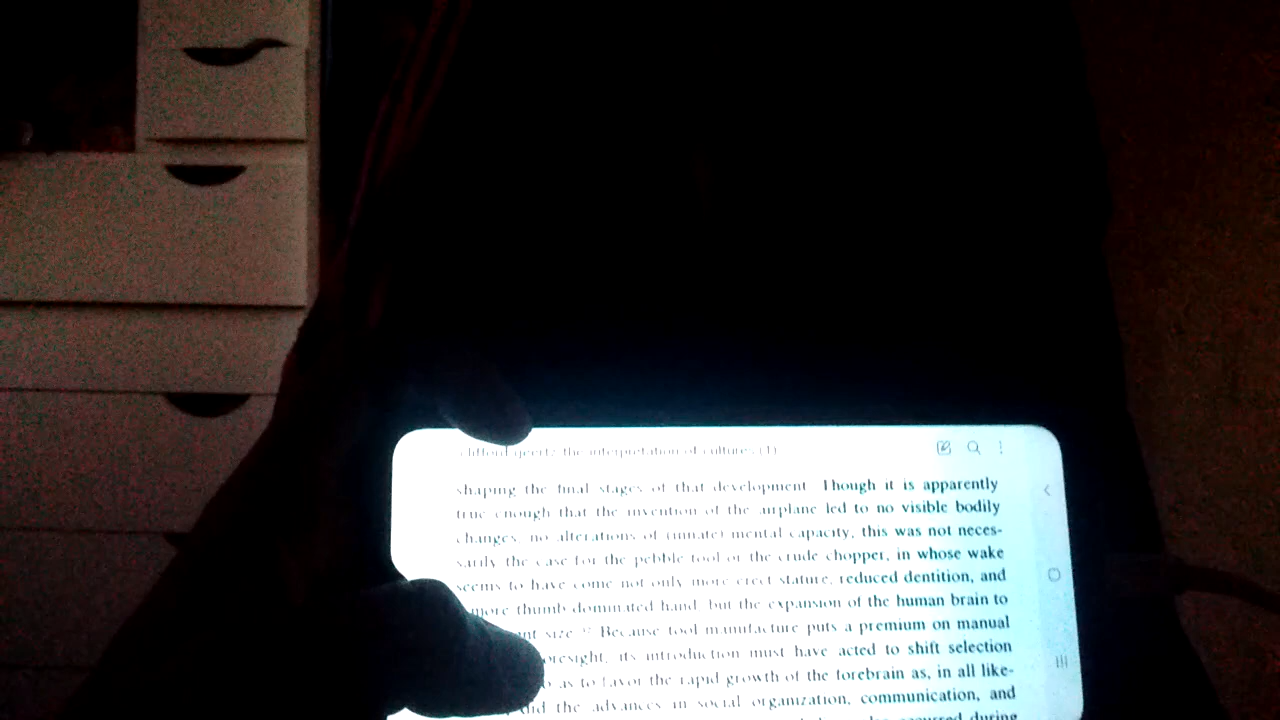 clifford geertz the interpretation of cultures (1)
shaping the final stages of that development. Though it is apparently
true enough that the invention of the airplane led to no visible bodily
changes, no alterations of (innate) mental capacity, this was not neces-
sarily the case for the pebble tool or the crude chopper, in whose wake
seems to have come not only more erect stature, reduced dentition, and
more thumb-dominated hand, but the expansion of the human brain to
size. Because tool manufacture puts a premium on manual
foresight, its introduction must have acted to shift selection
so as to favor the rapid growth of the forebrain as, in all like-
did the advances in social organization, communication, and
occurred during